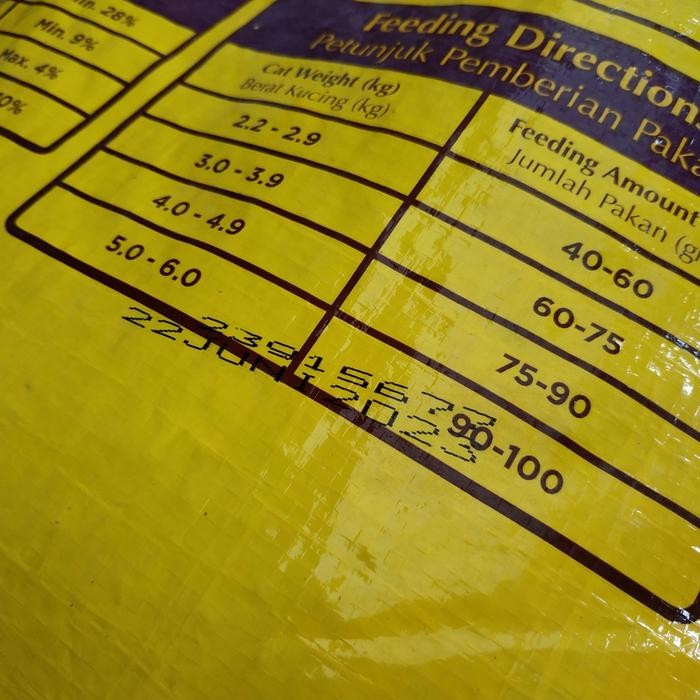 Min. 28%
Min. 9%
Max. 4%
Feeding Direction
Petunjuk Pemberian Paka
Cat Weight (kg)
Berat Kucing (kg)
Feeding Amount
Jumlah Pakan (gr
2.2 - 2.9
40-60
3.0 - 3.9
60-75
4.0 - 4.9
75-90
5.0 - 6.0
90-100
22JUNI2023